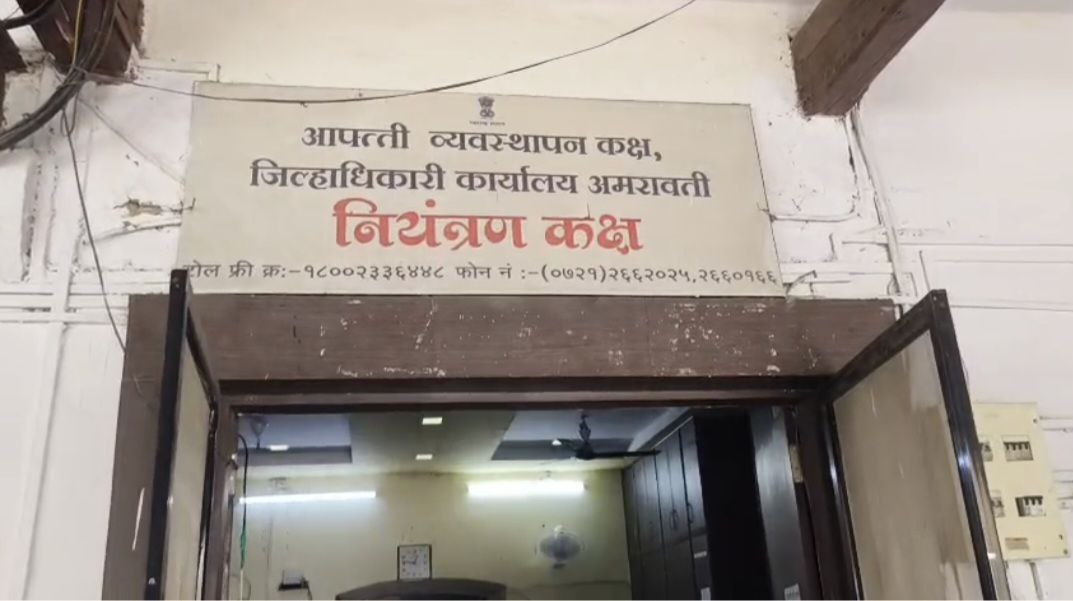 आपत्ती व्यवस्थापन कक्ष,
जिल्हाधिकारी कार्यालय अमरावती
नियंत्रण कक्ष
टोल फ्री क्र:-१८००२३३६४४८ फोन नं :-(०७२१)२६६२०२५,२६६०१६६